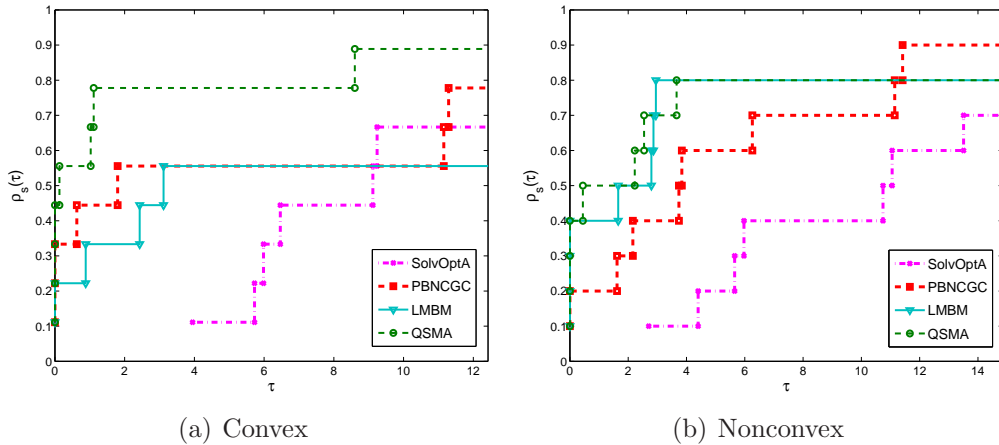 1
0.9
0.8
0.7
0.6
0.5
0.4
0.3
0.2
0.1
0
ρs(τ)
0 2 4 6 8 10 12
τ
SolvOptA
PBNCGC
LMBM
QSMA
(a) Convex
1
0.9
0.8
0.7
0.6
0.5
0.4
0.3
0.2
0.1
0
ρs(τ)
0 2 4 6 8 10 12 14
τ
SolvOptA
PBNCGC
LMBM
QSMA
(b) Nonconvex